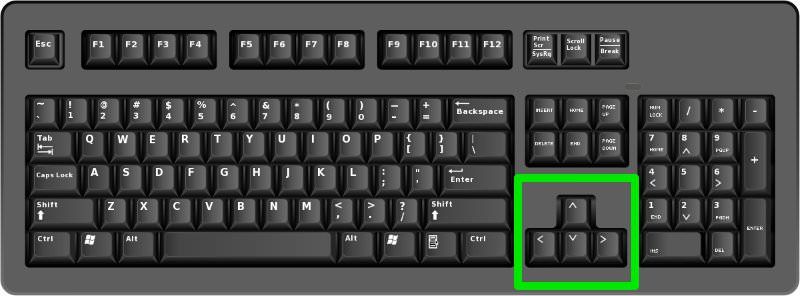 Esc F1 F2 F3 F4 F5 F6 F7 F8 F9 F10 F11 F12 Print Scr SysRq Scroll Lock Pause Break
~ ` ! 1 @ 2 # 3 $ 4 % 5 ^ 6 & 7 * 8 ( 9 ) 0 — - + = Backspace INSERT HOME PAGE UP NUM LOCK / * -
Tab Q W E R T Y U I O P { [ } ] | \ DELETE END PAGE DOWN 7 HOME 8 9 PGUP +
Caps Lock A S D F G H J K L : ; " ' Enter 4 5 6
Shift Z X C V B N M < , > . ? / Shift 1 END 2 3 PGDN ENTER
Ctrl Alt Alt Ctrl INS DEL